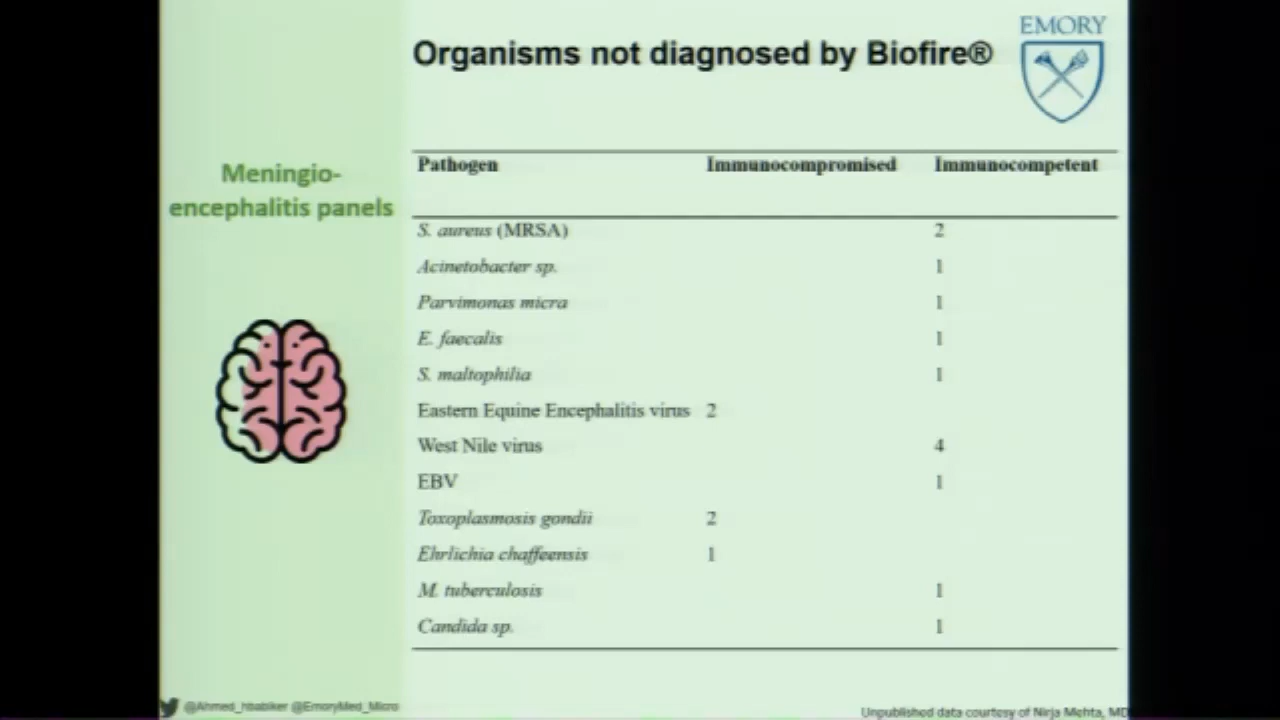 EMORY
Organisms not diagnosed by Biofire®
Meningio-
encephalitis panels
Pathogen Immunocompromised Immunocompetent
S. aureus (MRSA) 2
Acinetobacter sp. 1
Parvimonas micra 1
E. faecalis 1
S. maltophilia 1
Eastern Equine Encephalitis virus 2
West Nile virus 4
EBV 1
Toxoplasmosis gondii 2
Ehrlichia chaffeensis 1
M. tuberculosis 1
Candida sp. 1
@Ahmed_hbabiker @EmoryMed_Micro
Unpublished data courtesy of Nirja Mehta, MD